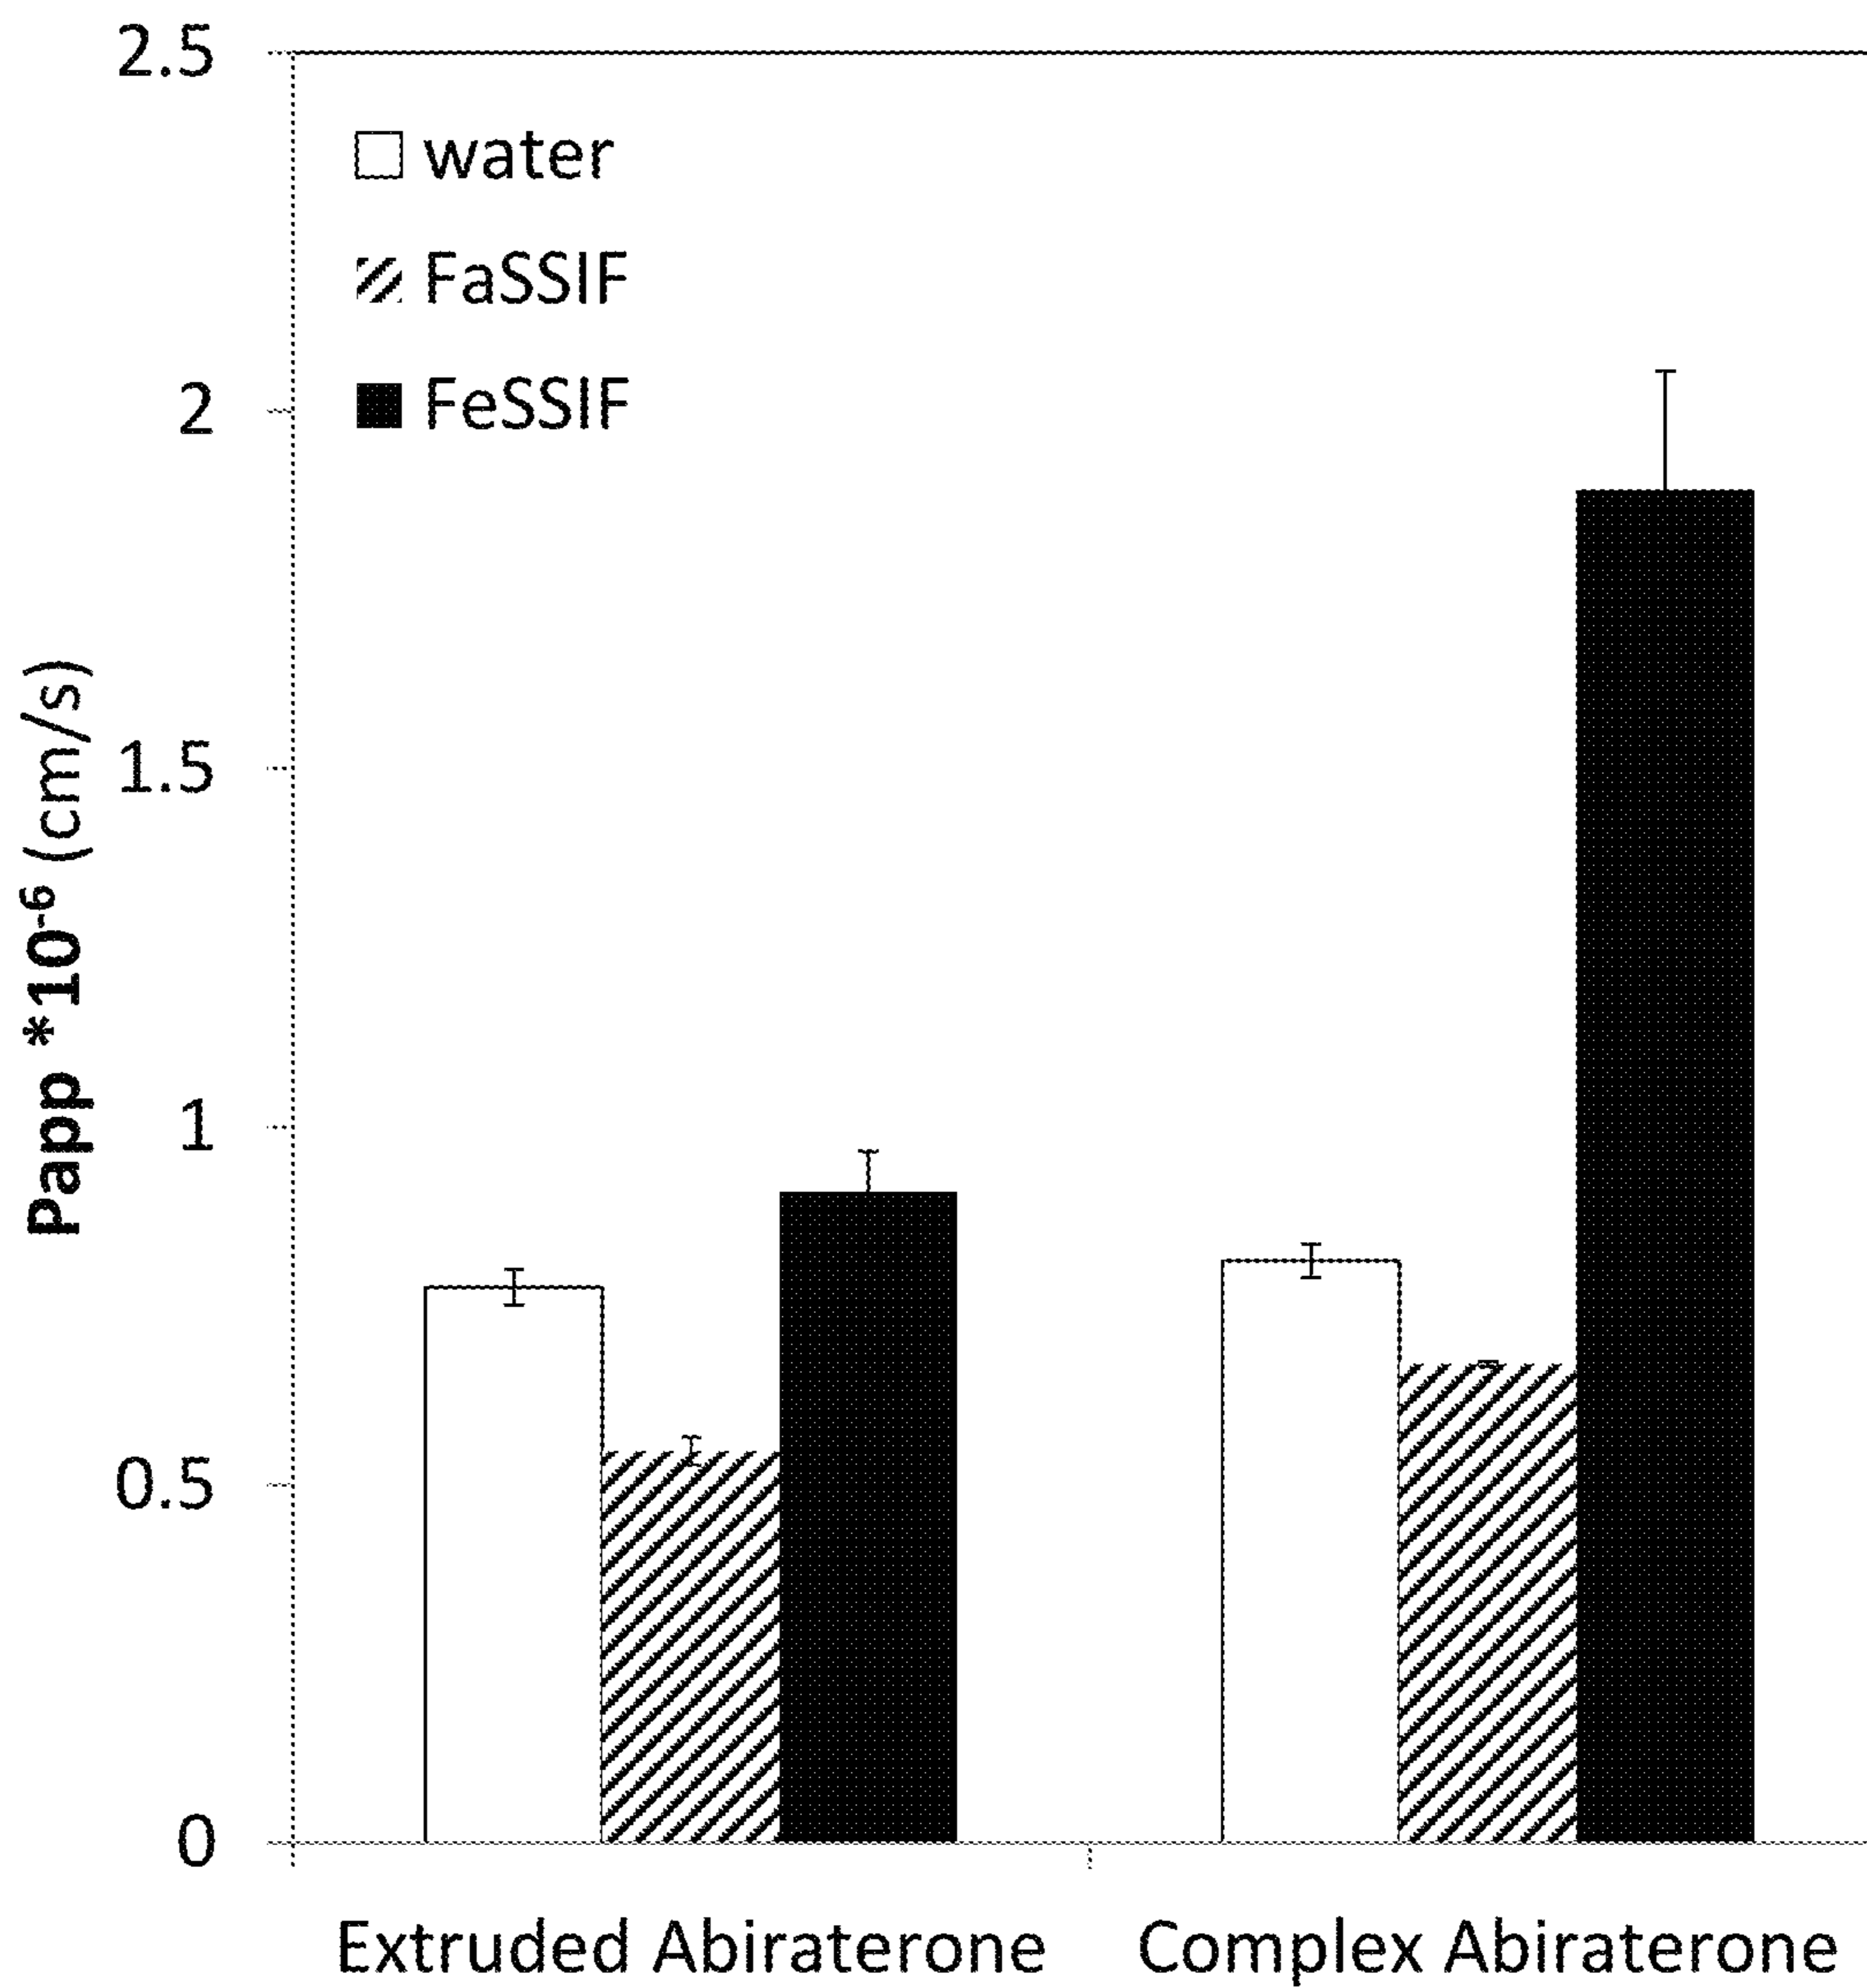 2.5
water
FaSSIF
2
FeSSIF
Papp *10⁻⁶ (cm/s)
1.5
1
0.5
0
Extruded Abiraterone
Complex Abiraterone